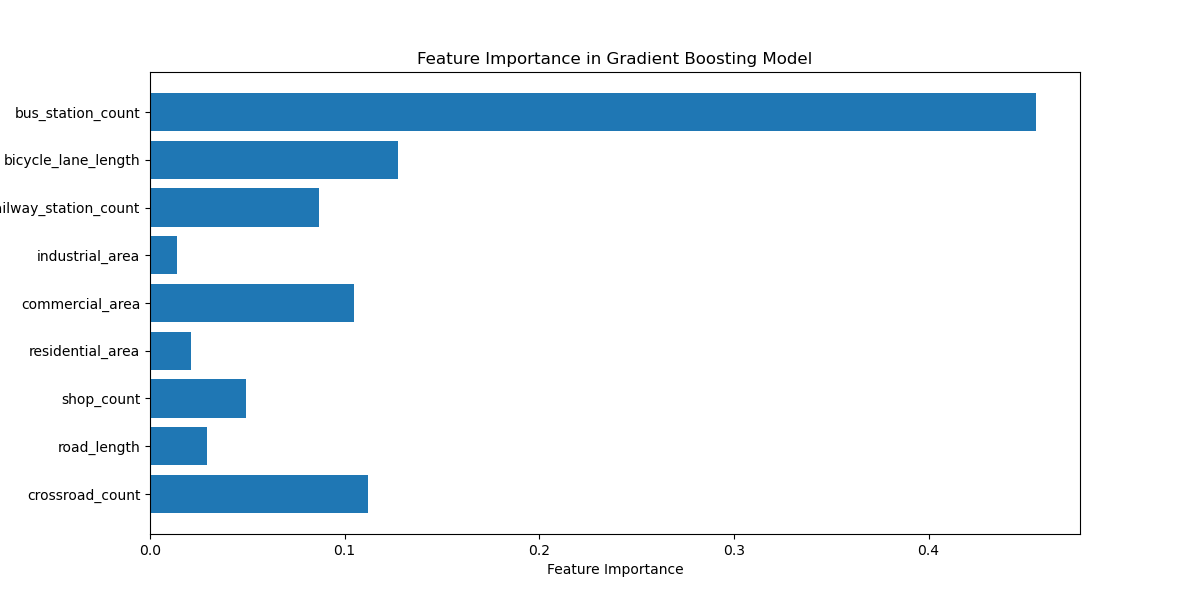 Feature Importance in Gradient Boosting Model
bus_station_count
bicycle_lane_length
ailway_station_count
industrial_area
commercial_area
residential_area
shop_count
road_length
crossroad_count
0.0 0.1 0.2 0.3 0.4
Feature Importance